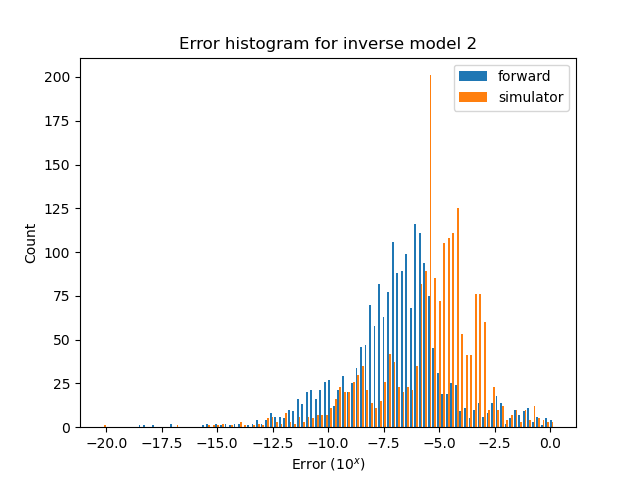 Error histogram for inverse model 2
forward
simulator
Count
200
175
150
125
100
75
50
25
0
−20.0 −17.5 −15.0 −12.5 −10.0 −7.5 −5.0 −2.5 0.0
Error (10^x)